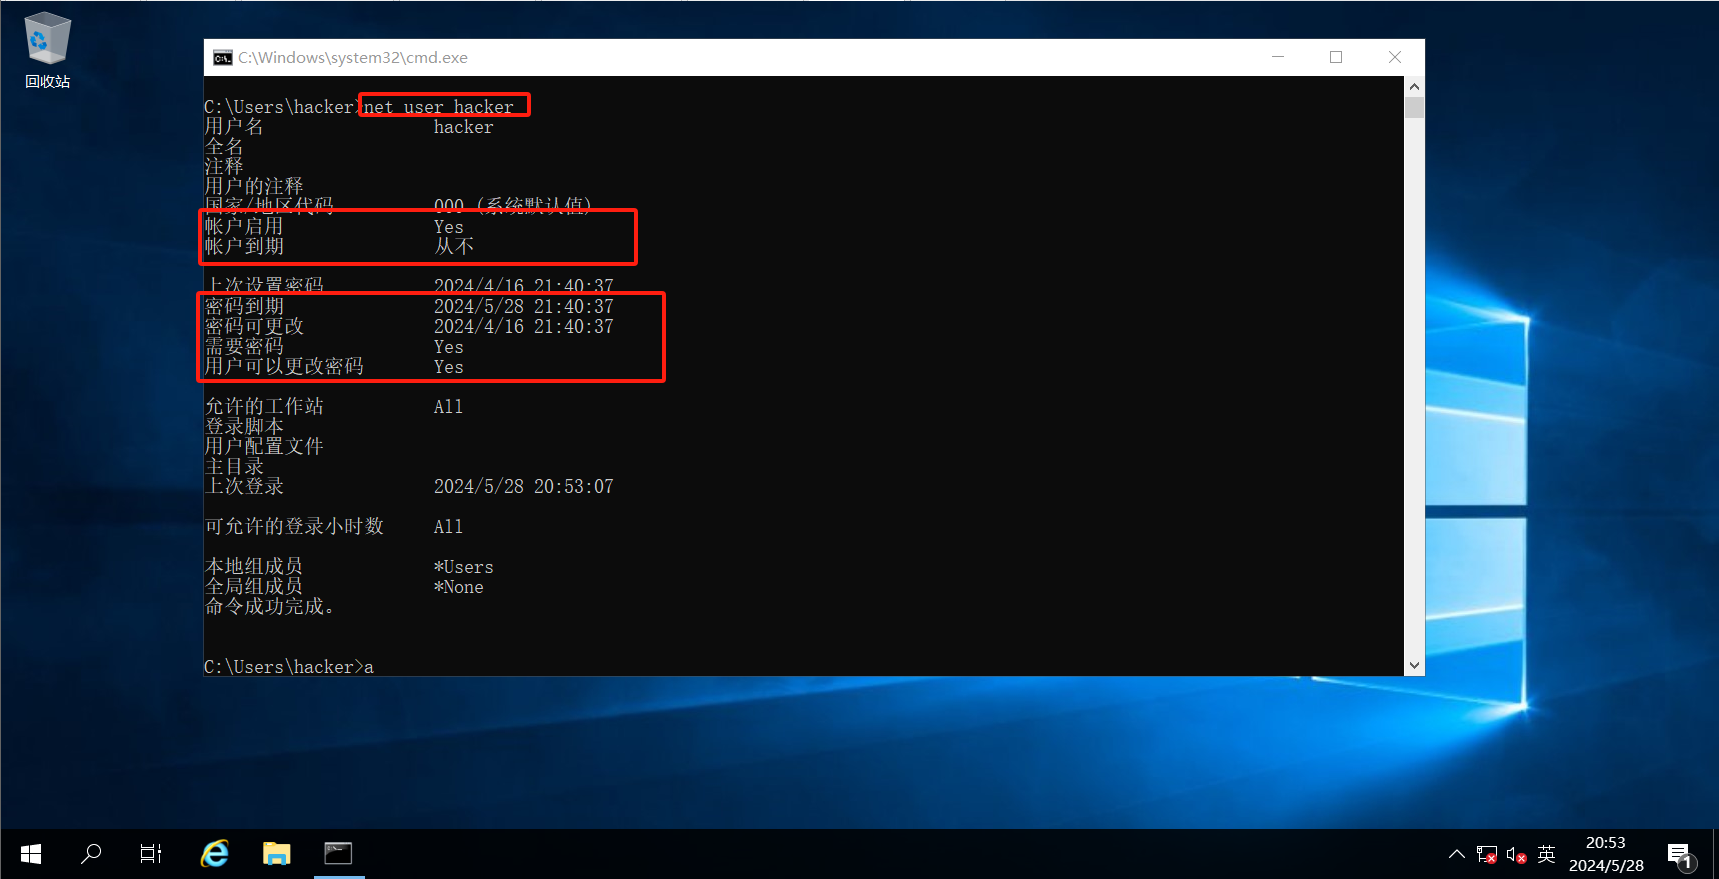 回收站
C:\Windows\system32\cmd.exe
C:\Users\hacker>net user hacker
用户名 hacker
全名
注释
用户的注释
国家/地区代码 000 (系统默认值)
帐户启用 Yes
帐户到期 从不
上次设置密码 2024/4/16 21:40:37
密码到期 2024/5/28 21:40:37
密码可更改 2024/4/16 21:40:37
需要密码 Yes
用户可以更改密码 Yes
允许的工作站 All
登录脚本
用户配置文件
主目录
上次登录 2024/5/28 20:53:07
可允许的登录小时数 All
本地组成员 *Users
全局组成员 *None
命令成功完成。
C:\Users\hacker>a
英
20:53
2024/5/28
1